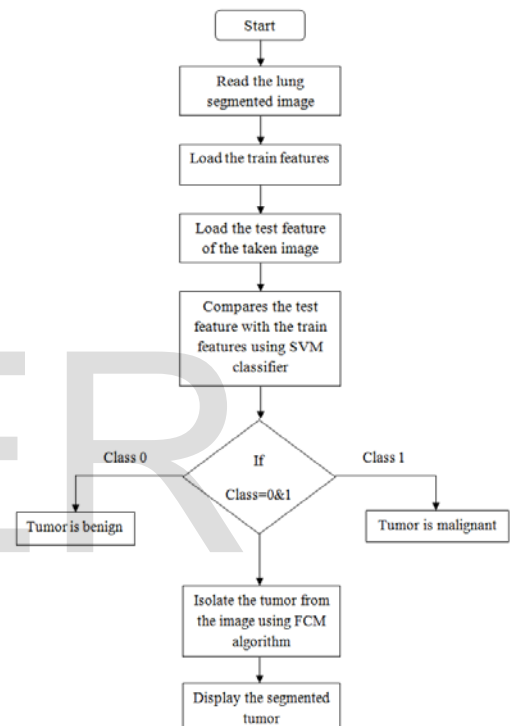 Start
Read the lung
segmented image
Load the train features
Load the test feature
of the taken image
Compares the test
feature with the train
features using SVM
classifier
Class 0
If
Class=0&1
Class 1
Tumor is benign
Tumor is malignant
Isolate the tumor from
the image using FCM
algorithm
Display the segmented
tumor
ER